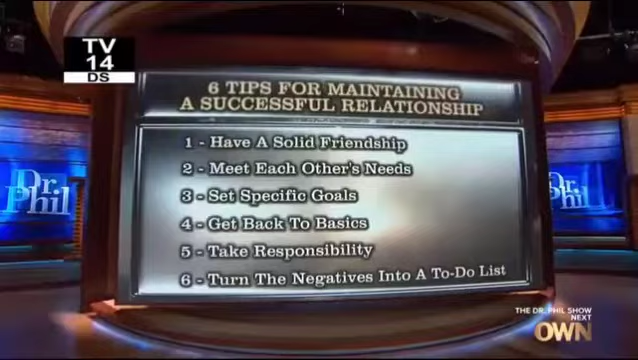 TV
14
DS
6 TIPS FOR MAINTAINING
A SUCCESSFUL RELATIONSHIP
1 - Have A Solid Friendship
2 - Meet Each Other's Needs
3 - Set Specific Goals
4 - Get Back To Basics
5 - Take Responsibility
6 - Turn The Negatives Into A To-Do List
Dr.
Phil
Dr.
Phil
THE DR. PHIL SHOW
NEXT
OWN